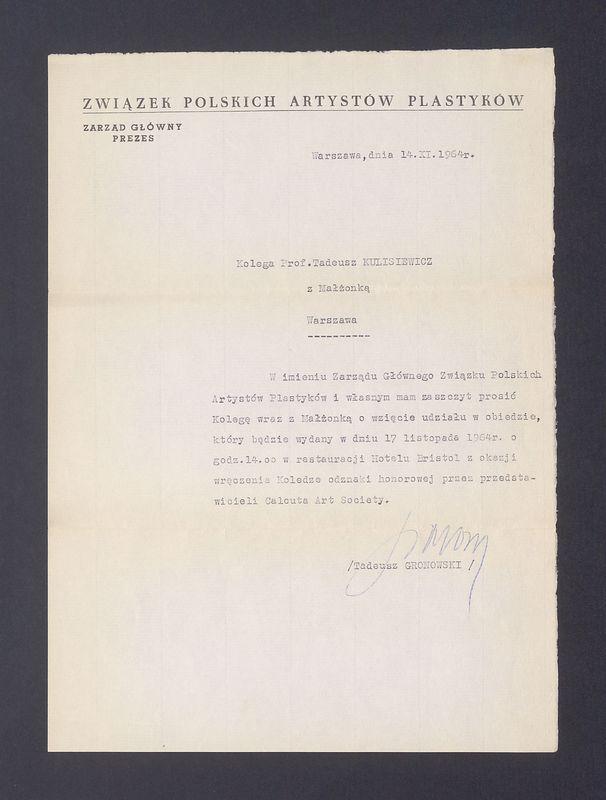 ZWIĄZEK POLSKICH ARTYSTÓW PLASTYKÓW
ZARZĄD GŁÓWNY
PREZES
Warszawa,dnia 14.XI.1964r.
Kolega Prof.Tadeusz KULISIEWICZ
z Małżonką
Warszawa
----------
W imieniu Zarządu Głównego Związku Polskich
Artystów Plastyków i własnym mam zaszczyt prosić
Kolegę wraz z Małżonką o wzięcie udziału w obiedzie,
który będzie wydany w dniu 17 listopada 1964r. o
godz.14.oo w restauracji Hotelu Bristol z okazji
wręczenia Koledze odznaki honorowej przez przedsta-
wicieli Calcuta Art Society.
/Tadeusz GRONOWSKI /